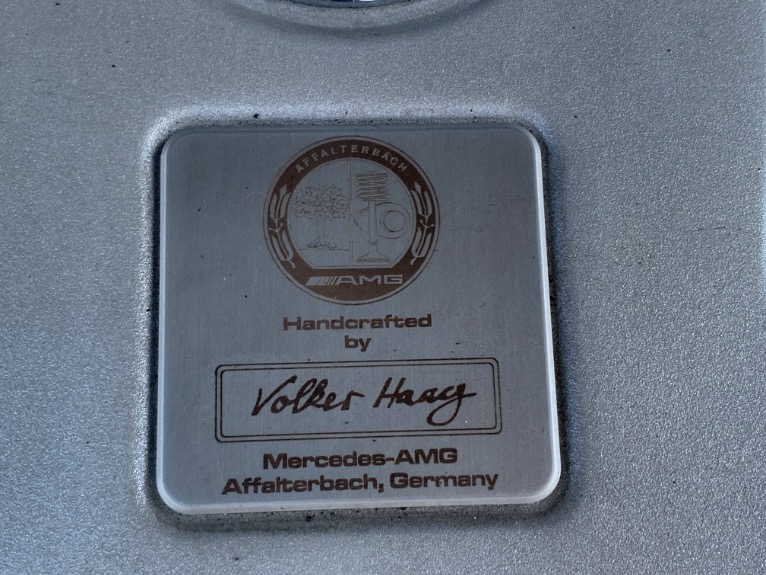 AFFALTERBACH
AMG
Handcrafted
by
Volker Haag
Mercedes-AMG
Affalterbach, Germany